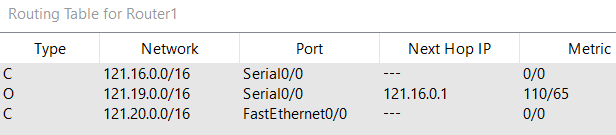 Routing Table for Router1
Type Network Port Next Hop IP Metric
C 121.16.0.0/16 Serial0/0 --- 0/0
O 121.19.0.0/16 Serial0/0 121.16.0.1 110/65
C 121.20.0.0/16 FastEthernet0/0 --- 0/0